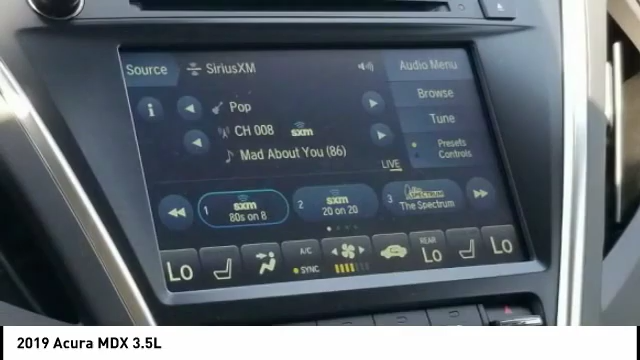 Source
SiriusXM
Audio Menu
i
Pop
Browse
CH 008
sxm
Tune
Mad About You (86)
LIVE
Presets
Controls
1
sxm
80s on 8
2
sxm
20 on 20
3
SPECTRUM
The Spectrum
Lo
A/C
SYNC
REAR
Lo
Lo
2019 Acura MDX 3.5L